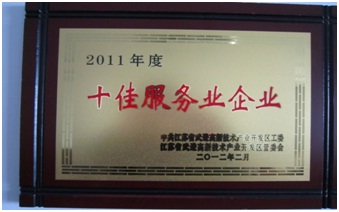 2011年度
十佳服务业企业
中共江苏省武进高新技术产业开发区工委
江苏省武进高新技术产业开发区管委会
二〇一二年二月